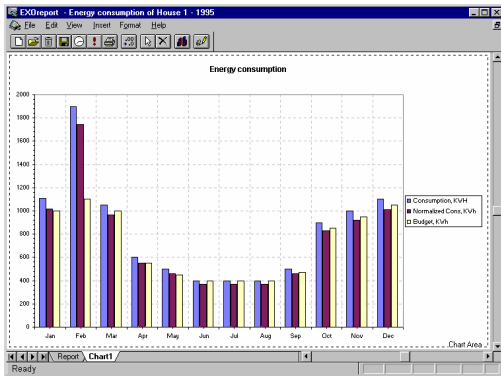 EXOreport - Energy consumption of House 1 - 1995
File Edit View Insert Format Help
Energy consumption
2000
1800
1600
1400
1200
1000
800
600
400
200
0
Jan Feb Mar Apr May Jun Jul Aug Sep Oct Nov Dec
Consumption, KVH
Normalized Cons, KVh
Budget, KVh
Chart Area
Report Chart1
Ready